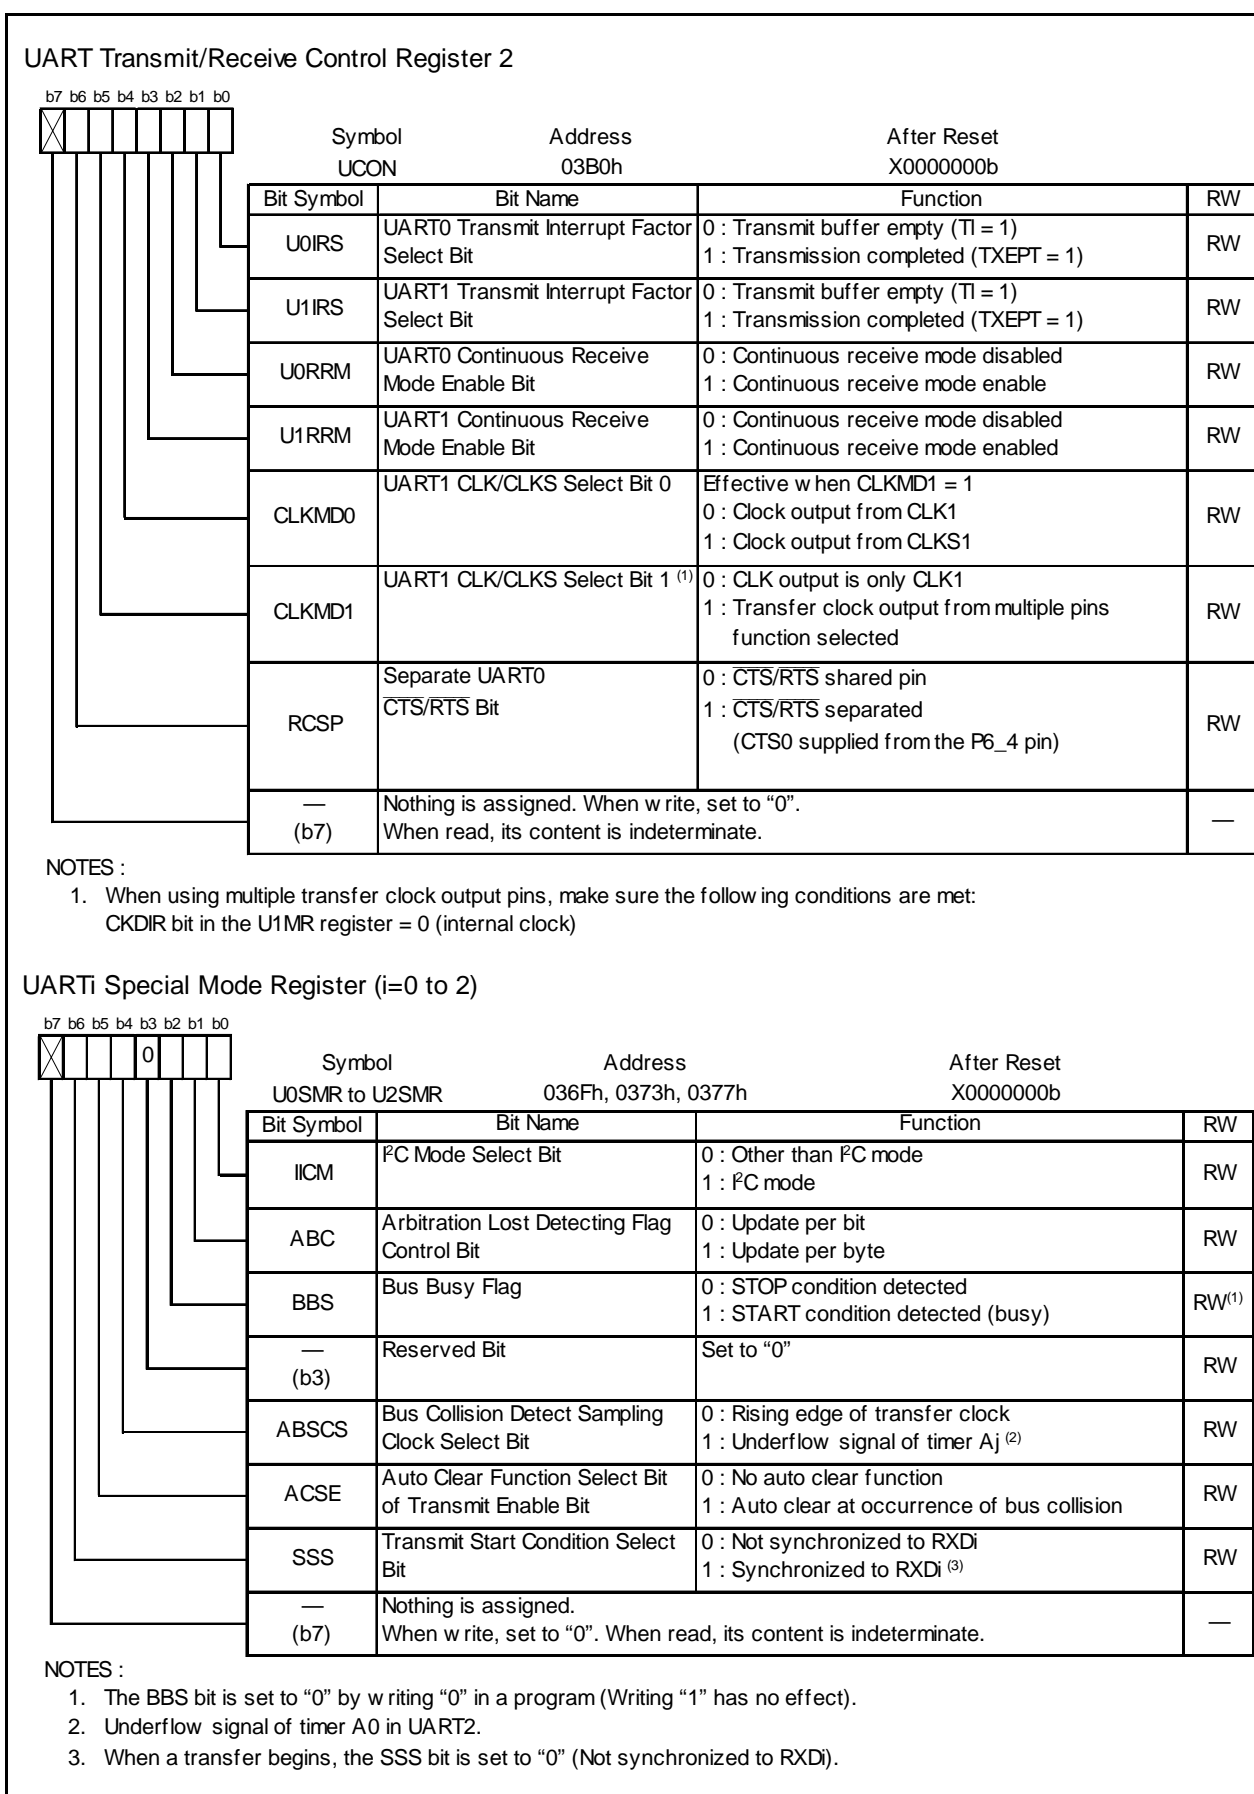 UART Transmit/Receive Control Register 2
b7 b6 b5 b4 b3 b2 b1 b0
Symbol Address After Reset
UCON 03B0h X0000000b
Bit Symbol Bit Name Function RW
U0IRS UART0 Transmit Interrupt Factor Select Bit 0 : Transmit buffer empty (TI = 1) RW
1 : Transmission completed (TXEPT = 1)
U1IRS UART1 Transmit Interrupt Factor Select Bit 0 : Transmit buffer empty (TI = 1) RW
1 : Transmission completed (TXEPT = 1)
U0RRM UART0 Continuous Receive Mode Enable Bit 0 : Continuous receive mode disabled RW
1 : Continuous receive mode enable
U1RRM UART1 Continuous Receive Mode Enable Bit 0 : Continuous receive mode disabled RW
1 : Continuous receive mode enabled
CLKMD0 UART1 CLK/CLKS Select Bit 0 Effective when CLKMD1 = 1 RW
0 : Clock output from CLK1
1 : Clock output from CLKS1
CLKMD1 UART1 CLK/CLKS Select Bit 1 (1) 0 : CLK output is only CLK1 RW
1 : Transfer clock output from multiple pins
function selected
RCSP Separate UART0 CTS/RTS Bit 0 : CTS/RTS shared pin RW
1 : CTS/RTS separated
(CTS0 supplied from the P6_4 pin)
— (b7) Nothing is assigned. When write, set to “0”. —
When read, its content is indeterminate.
NOTES :
1. When using multiple transfer clock output pins, make sure the following conditions are met:
CKDIR bit in the U1MR register = 0 (internal clock)
UARTi Special Mode Register (i=0 to 2)
b7 b6 b5 b4 b3 b2 b1 b0
0
Symbol Address After Reset
U0SMR to U2SMR 036Fh, 0373h, 0377h X0000000b
Bit Symbol Bit Name Function RW
IICM I²C Mode Select Bit 0 : Other than I²C mode RW
1 : I²C mode
ABC Arbitration Lost Detecting Flag Control Bit 0 : Update per bit RW
1 : Update per byte
BBS Bus Busy Flag 0 : STOP condition detected RW(1)
1 : START condition detected (busy)
— (b3) Reserved Bit Set to “0” RW
ABSCS Bus Collision Detect Sampling Clock Select Bit 0 : Rising edge of transfer clock RW
1 : Underflow signal of timer Aj (2)
ACSE Auto Clear Function Select Bit of Transmit Enable Bit 0 : No auto clear function RW
1 : Auto clear at occurrence of bus collision
SSS Transmit Start Condition Select Bit 0 : Not synchronized to RXDi RW
1 : Synchronized to RXDi (3)
— (b7) Nothing is assigned. —
When write, set to “0”. When read, its content is indeterminate.
NOTES :
1. The BBS bit is set to “0” by writing “0” in a program (Writing “1” has no effect).
2. Underflow signal of timer A0 in UART2.
3. When a transfer begins, the SSS bit is set to “0” (Not synchronized to RXDi).